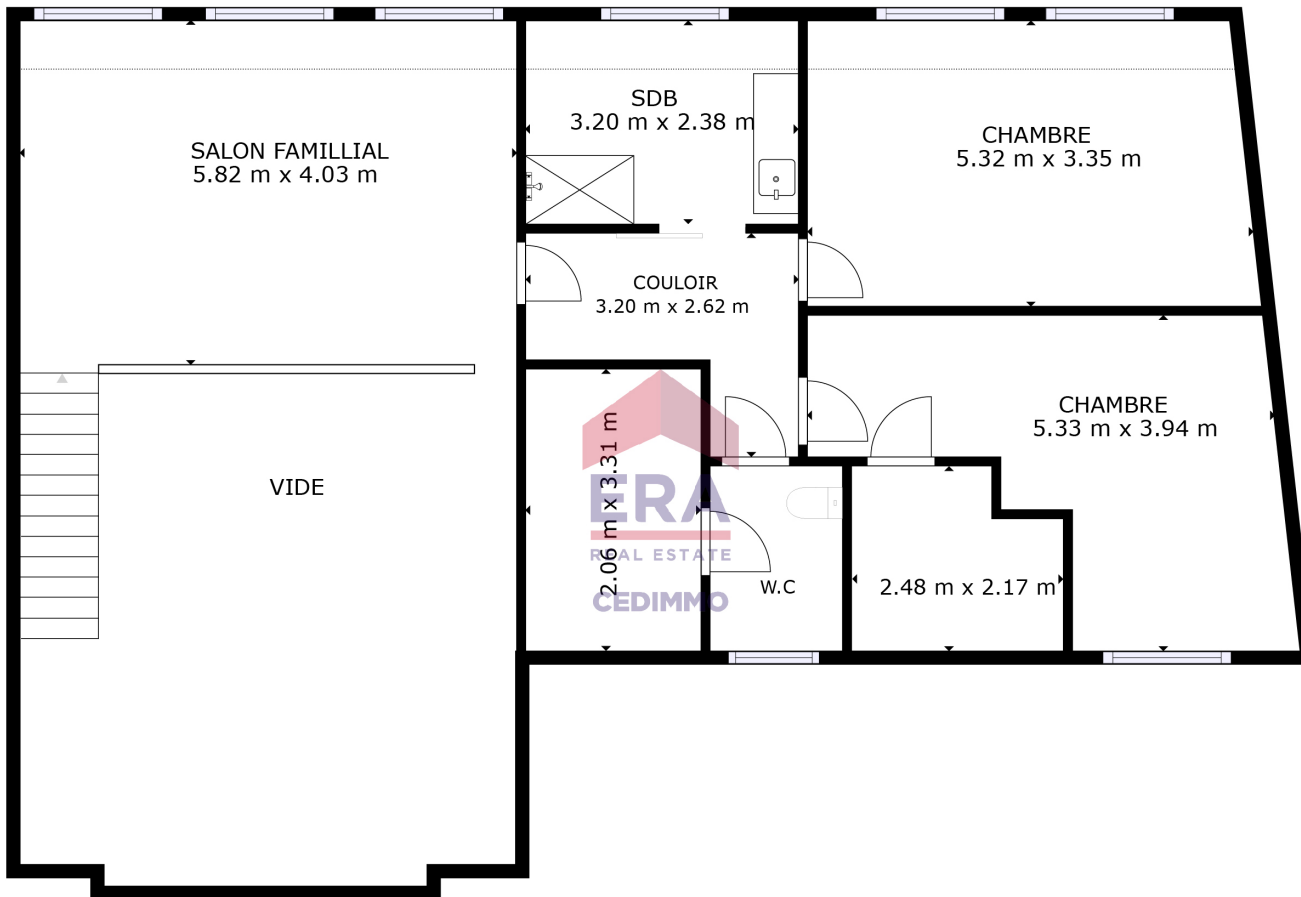 SALON FAMILLIAL
5.82 m x 4.03 m
SDB
3.20 m x 2.38 m
CHAMBRE
5.32 m x 3.35 m
COULOIR
3.20 m x 2.62 m
CHAMBRE
5.33 m x 3.94 m
VIDE
2.06 m x 3.31 m
ERA
REAL ESTATE
CEDIMMO
W.C
2.48 m x 2.17 m